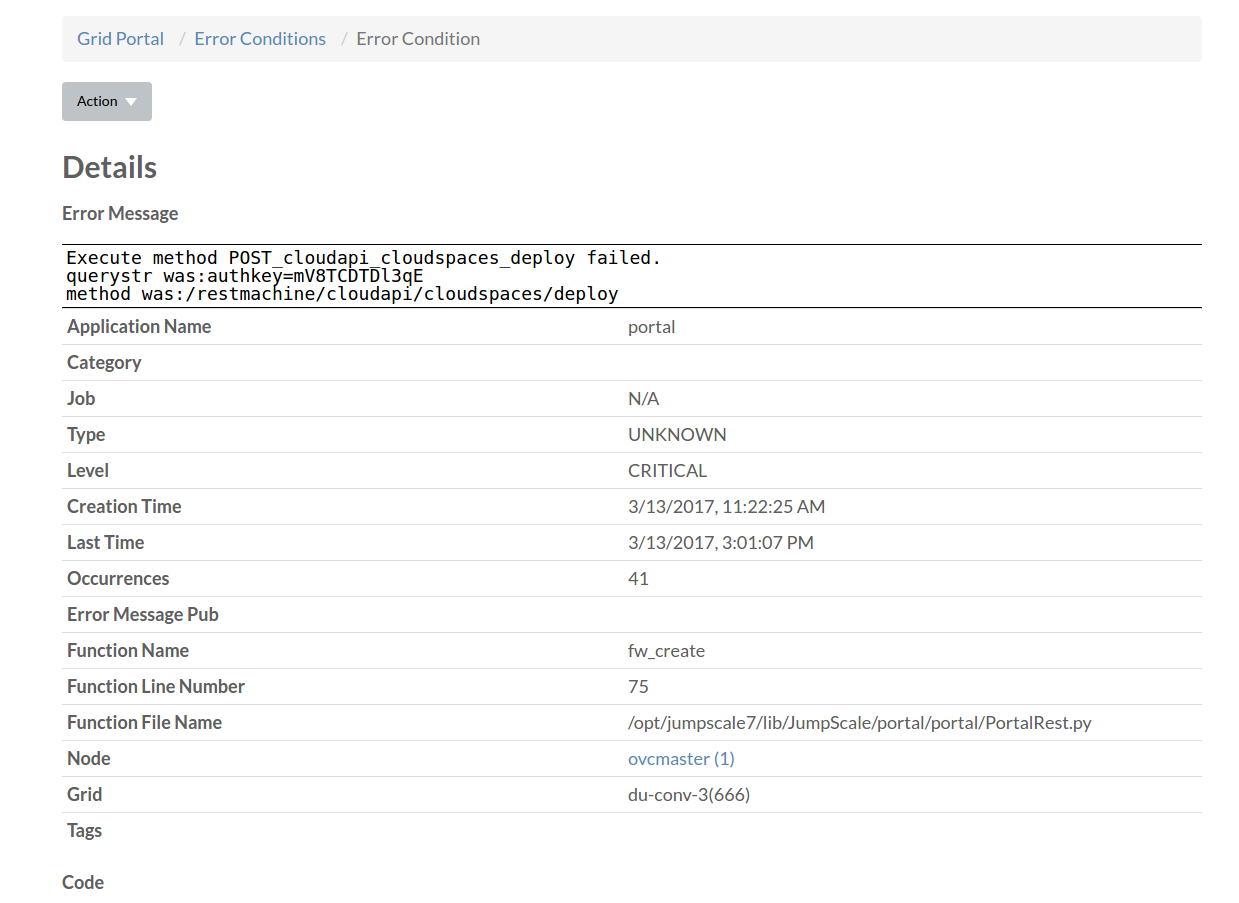 Grid Portal / Error Conditions / Error Condition
Action
Details
Error Message
Execute method POST_cloudapi_cloudspaces_deploy failed.
querystr was:authkey=mV8TCDTDl3qE
method was:/restmachine/cloudapi/cloudspaces/deploy
Application Name portal
Category
Job N/A
Type UNKNOWN
Level CRITICAL
Creation Time 3/13/2017, 11:22:25 AM
Last Time 3/13/2017, 3:01:07 PM
Occurrences 41
Error Message Pub
Function Name fw_create
Function Line Number 75
Function File Name /opt/jumpscale7/lib/JumpScale/portal/portal/PortalRest.py
Node ovcmaster (1)
Grid du-conv-3(666)
Tags
Code